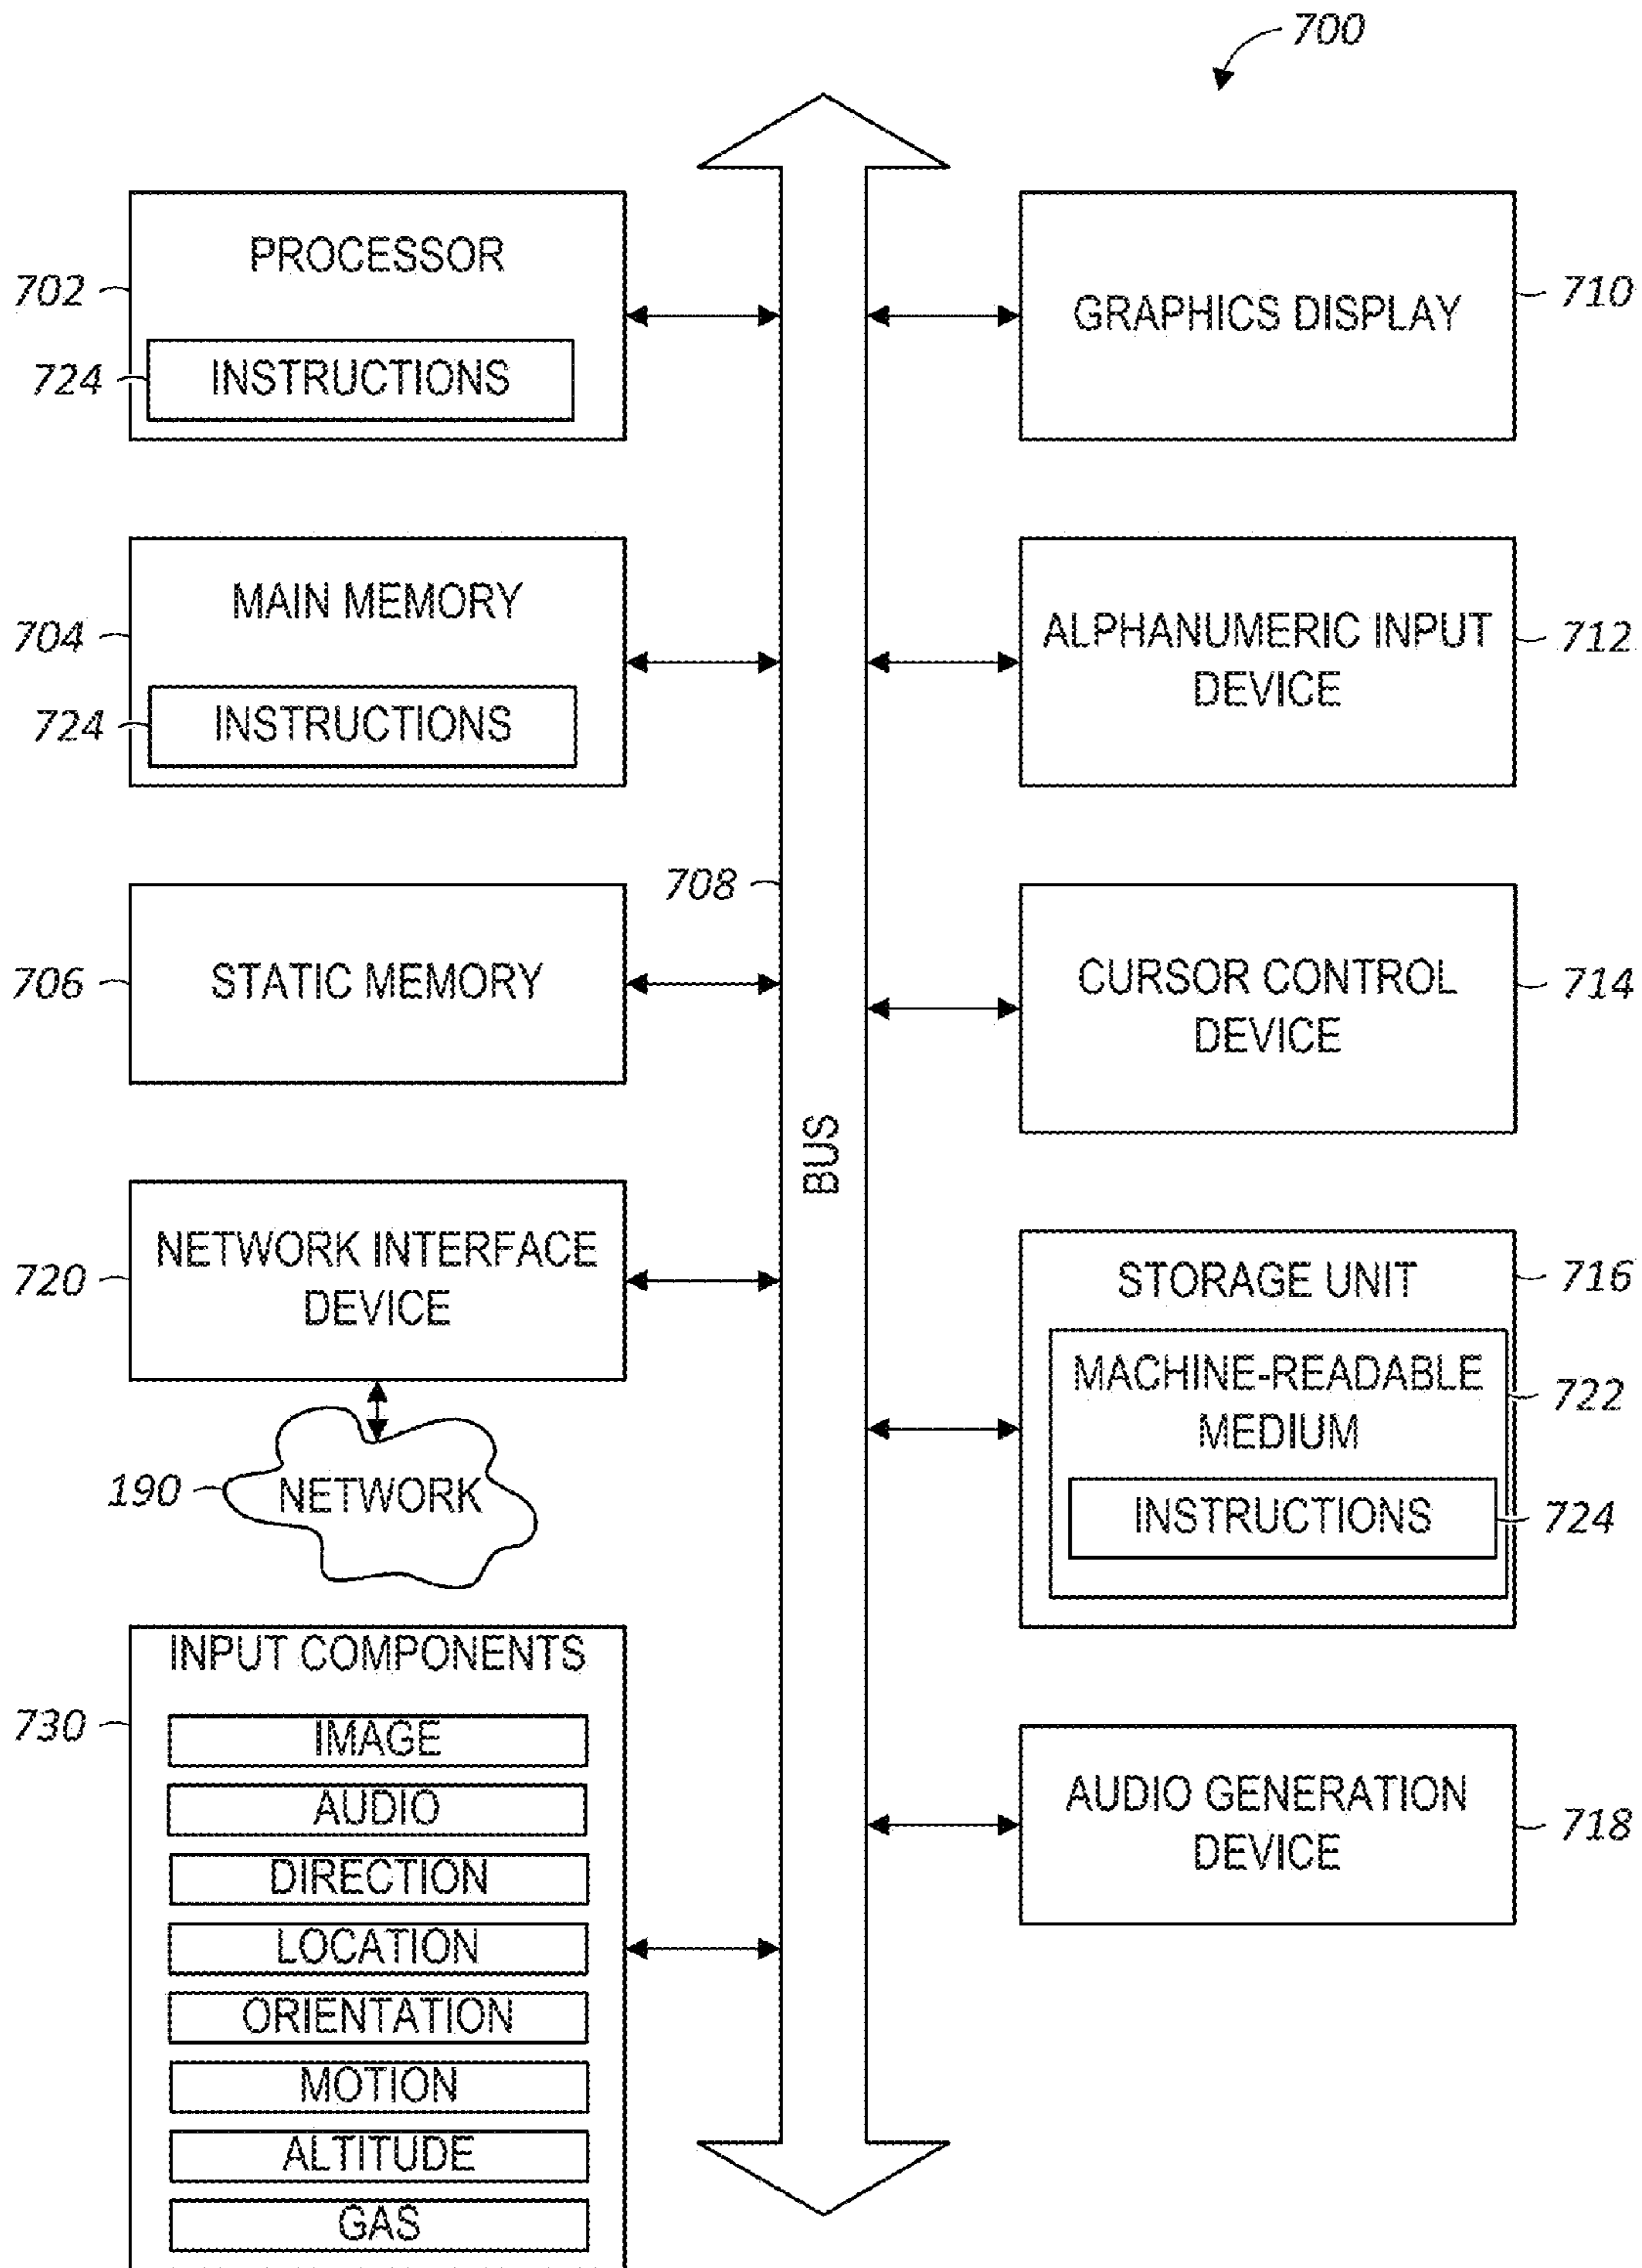 700
PROCESSOR
702
724
INSTRUCTIONS
MAIN MEMORY
704
724
INSTRUCTIONS
706
STATIC MEMORY
720
NETWORK INTERFACE
DEVICE
190
NETWORK
INPUT COMPONENTS
730
IMAGE
AUDIO
DIRECTION
LOCATION
ORIENTATION
MOTION
ALTITUDE
GAS
708
BUS
GRAPHICS DISPLAY
710
ALPHANUMERIC INPUT
DEVICE
712
CURSOR CONTROL
DEVICE
714
STORAGE UNIT
716
MACHINE-READABLE
MEDIUM
722
INSTRUCTIONS
724
AUDIO GENERATION
DEVICE
718